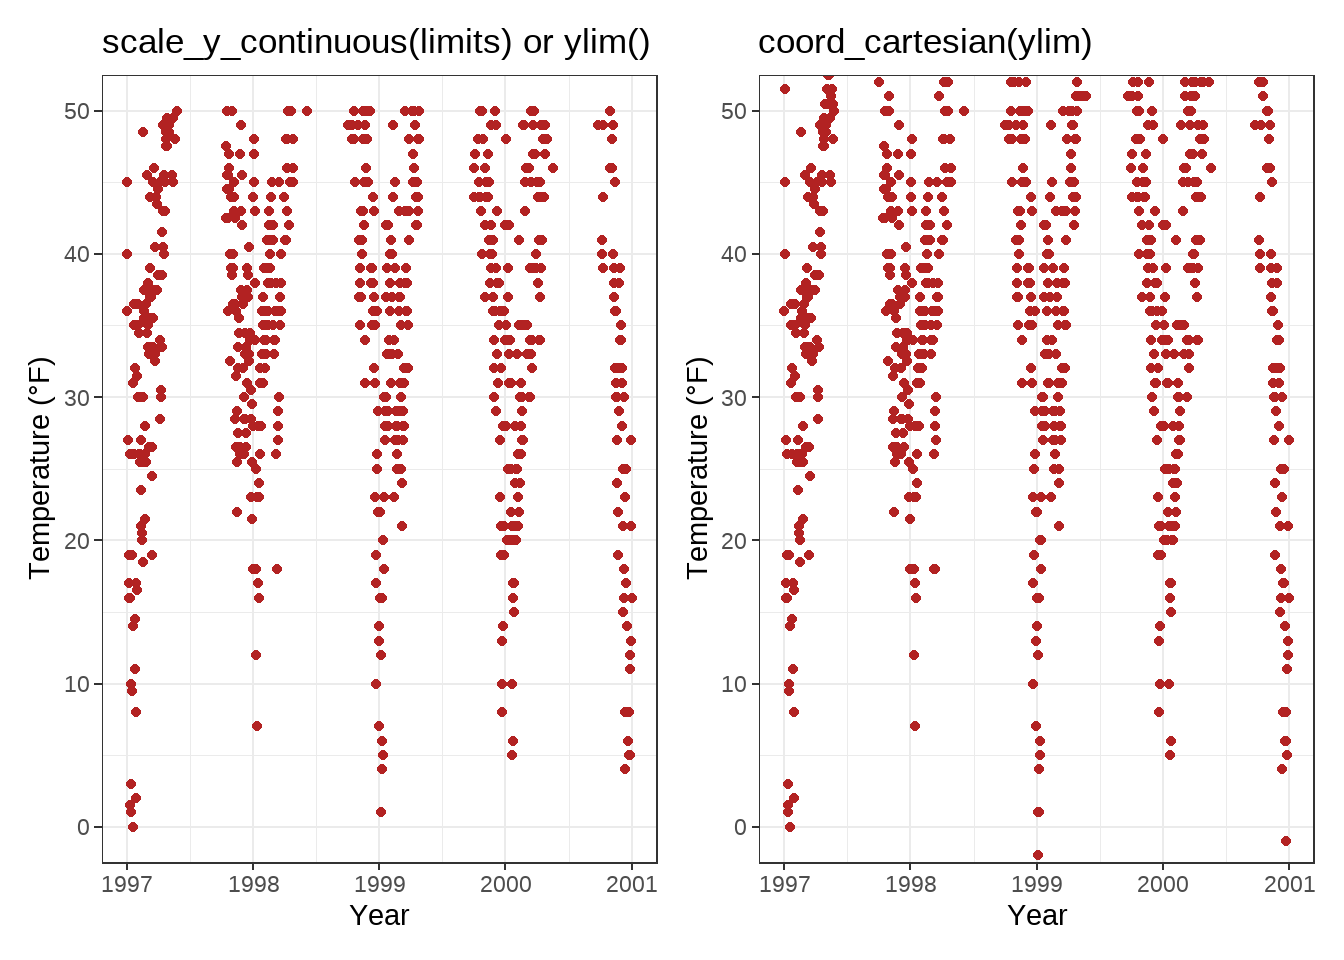 scale_y_continuous(limits) or ylim()
50
40
30
20
10
0
Temperature (°F)
1997 1998 1999 2000 2001
Year
coord_cartesian(ylim)
50
40
30
20
10
0
Temperature (°F)
1997 1998 1999 2000 2001
Year